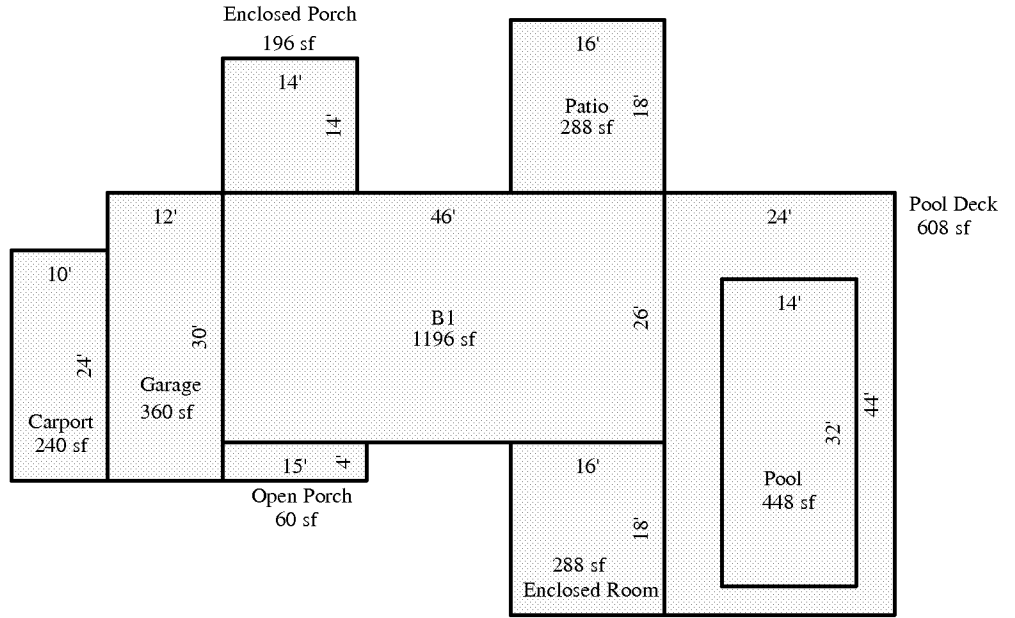 Enclosed Porch
196 sf
14'
14'
16'
Patio
288 sf
18'
12'
46'
24'
Pool Deck
608 sf
10'
14'
B1
1196 sf
26'
30'
24'
Garage
360 sf
Carport
240 sf
44'
32'
15'
4'
16'
Pool
448 sf
Open Porch
60 sf
18'
288 sf
Enclosed Room